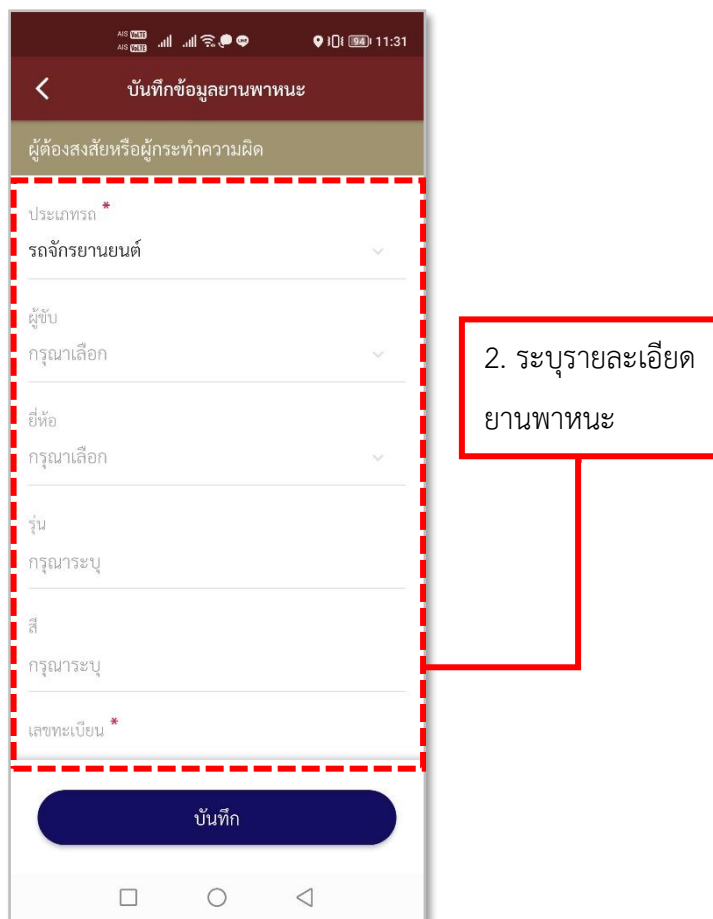 AIS VoLTE
AIS VoLTE
94 11:31
บันทึกข้อมูลยานพาหนะ
ผู้ต้องสงสัยหรือผู้กระทำความผิด
ประเภทรถ *
รถจักรยานยนต์
ผู้ขับ
กรุณาเลือก
ยี่ห้อ
กรุณาเลือก
รุ่น
กรุณาระบุ
สี
กรุณาระบุ
เลขทะเบียน *
บันทึก
2. ระบุรายละเอียด
ยานพาหนะ